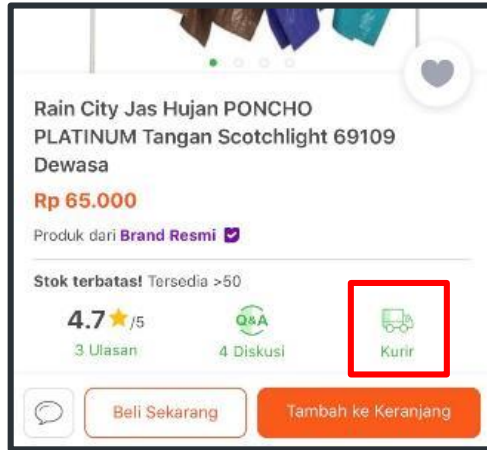 Rain City Jas Hujan PONCHO
PLATINUM Tangan Scotchlight 69109
Dewasa
Rp 65.000
Produk dari Brand Resmi
Stok terbatas! Tersedia >50
4.7 /5
Q&A
3 Ulasan
4 Diskusi
Kurir
Beli Sekarang
Tambah ke Keranjang